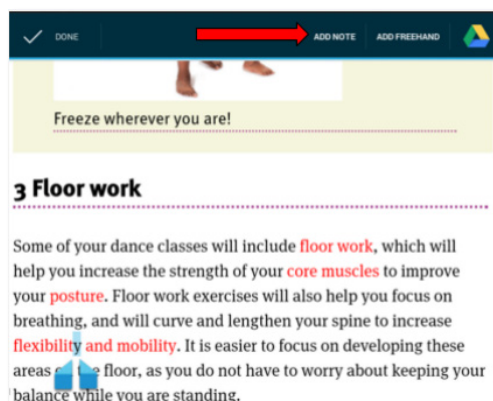 DONE ADD NOTE ADD FREEHAND
Freeze wherever you are!
3 Floor work
Some of your dance classes will include floor work, which will
help you increase the strength of your core muscles to improve
your posture. Floor work exercises will also help you focus on
breathing, and will curve and lengthen your spine to increase
flexibility and mobility. It is easier to focus on developing these
areas floor, as you do not have to worry about keeping your
balance while you are standing.